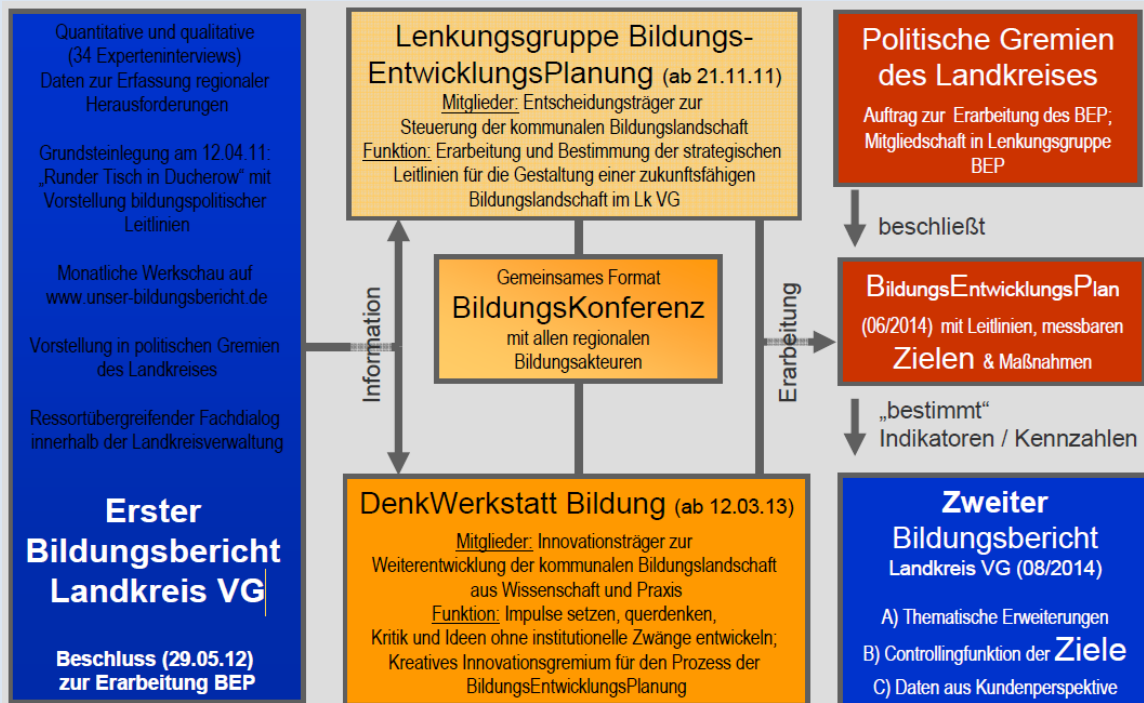 Quantitative und qualitative
(34 Experteninterviews)
Daten zur Erfassung regionaler
Herausforderungen
Grundsteinlegung am 12.04.11:
„Runder Tisch in Ducherow“ mit
Vorstellung bildungspolitischer
Leitlinien
Monatliche Werkschau auf
www.unser-bildungsbericht.de
Vorstellung in politischen Gremien
des Landkreises
Ressortübergreifender Fachdialog
innerhalb der Landkreisverwaltung
Erster
Bildungsbericht
Landkreis VG
Beschluss (29.05.12)
zur Erarbeitung BEP
Lenkungsgruppe Bildungs-
EntwicklungsPlanung (ab 21.11.11)
Mitglieder: Entscheidungsträger zur
Steuerung der kommunalen Bildungslandschaft
Funktion: Erarbeitung und Bestimmung der strategischen
Leitlinien für die Gestaltung einer zukunftsfähigen
Bildungslandschaft im Lk VG
Information
Gemeinsames Format
BildungsKonferenz
mit allen regionalen
Bildungsakteuren
Erarbeitung
DenkWerkstatt Bildung (ab 12.03.13)
Mitglieder: Innovationsträger zur
Weiterentwicklung der kommunalen Bildungslandschaft
aus Wissenschaft und Praxis
Funktion: Impulse setzen, querdenken,
Kritik und Ideen ohne institutionelle Zwänge entwickeln;
Kreatives Innovationsgremium für den Prozess der
BildungsEntwicklungsPlanung
Politische Gremien
des Landkreises
Auftrag zur Erarbeitung des BEP;
Mitgliedschaft in Lenkungsgruppe
BEP
beschließt
BildungsEntwicklungsPlan
(06/2014) mit Leitlinien, messbaren
Zielen & Maßnahmen
„bestimmt“
Indikatoren / Kennzahlen
Zweiter
Bildungsbericht
Landkreis VG (08/2014)
A) Thematische Erweiterungen
B) Controllingfunktion der Ziele
C) Daten aus Kundenperspektive